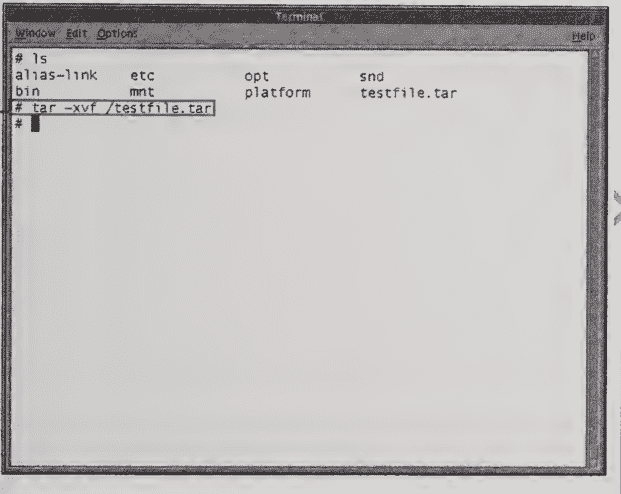 Terminal
Window Edit Options Help
# ls
alias-link etc opt snd
bin mnt platform testfile.tar
# tar -xvf /testfile.tar
#